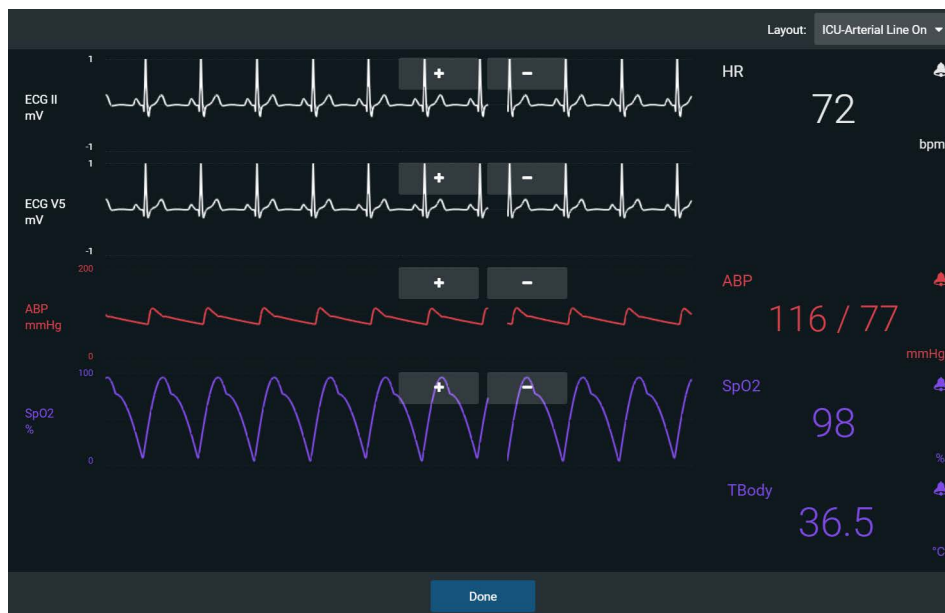 Layout: ICU-Arterial Line On
1
ECG II
mV
-1
+ −
HR
72
bpm
1
ECG V5
mV
-1
+ −
200
ABP
mmHg
0
+ −
ABP
116 / 77
mmHg
100
SpO2
%
0
+ −
SpO2
98
%
TBody
36.5
°C
Done